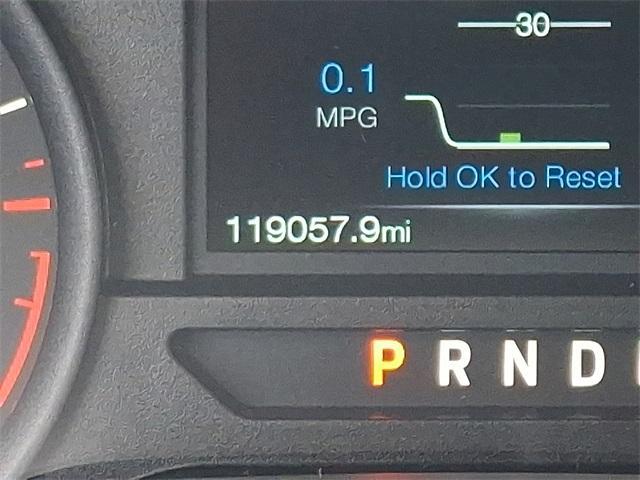 30
0.1
MPG
Hold OK to Reset
119057.9mi
P R N D